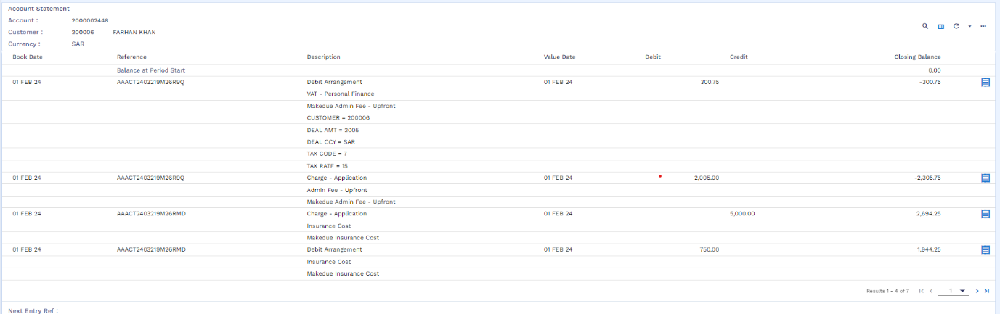 Account Statement
Account : 2000002448
Customer : 200006 FARHAN KHAN
Currency : SAR
Book Date Reference Description Value Date Debit Credit Closing Balance
Balance at Period Start 0.00
01 FEB 24 AAACT2403219M26R9Q Debit Arrangement 01 FEB 24 300.75 -300.75
VAT - Personal Finance
Makedue Admin Fee - Upfront
CUSTOMER = 200006
DEAL AMT = 2005
DEAL CCY = SAR
TAX CODE = 7
TAX RATE = 15
01 FEB 24 AAACT2403219M26R9Q Charge - Application 01 FEB 24 2,005.00 -2,305.75
Admin Fee - Upfront
Makedue Admin Fee - Upfront
01 FEB 24 AAACT2403219M26RMD Charge - Application 01 FEB 24 5,000.00 2,694.25
Insurance Cost
Makedue Insurance Cost
01 FEB 24 AAACT2403219M26RMD Debit Arrangement 01 FEB 24 750.00 1,944.25
Insurance Cost
Makedue Insurance Cost
Results 1 - 4 of 7 1
Next Entry Ref :